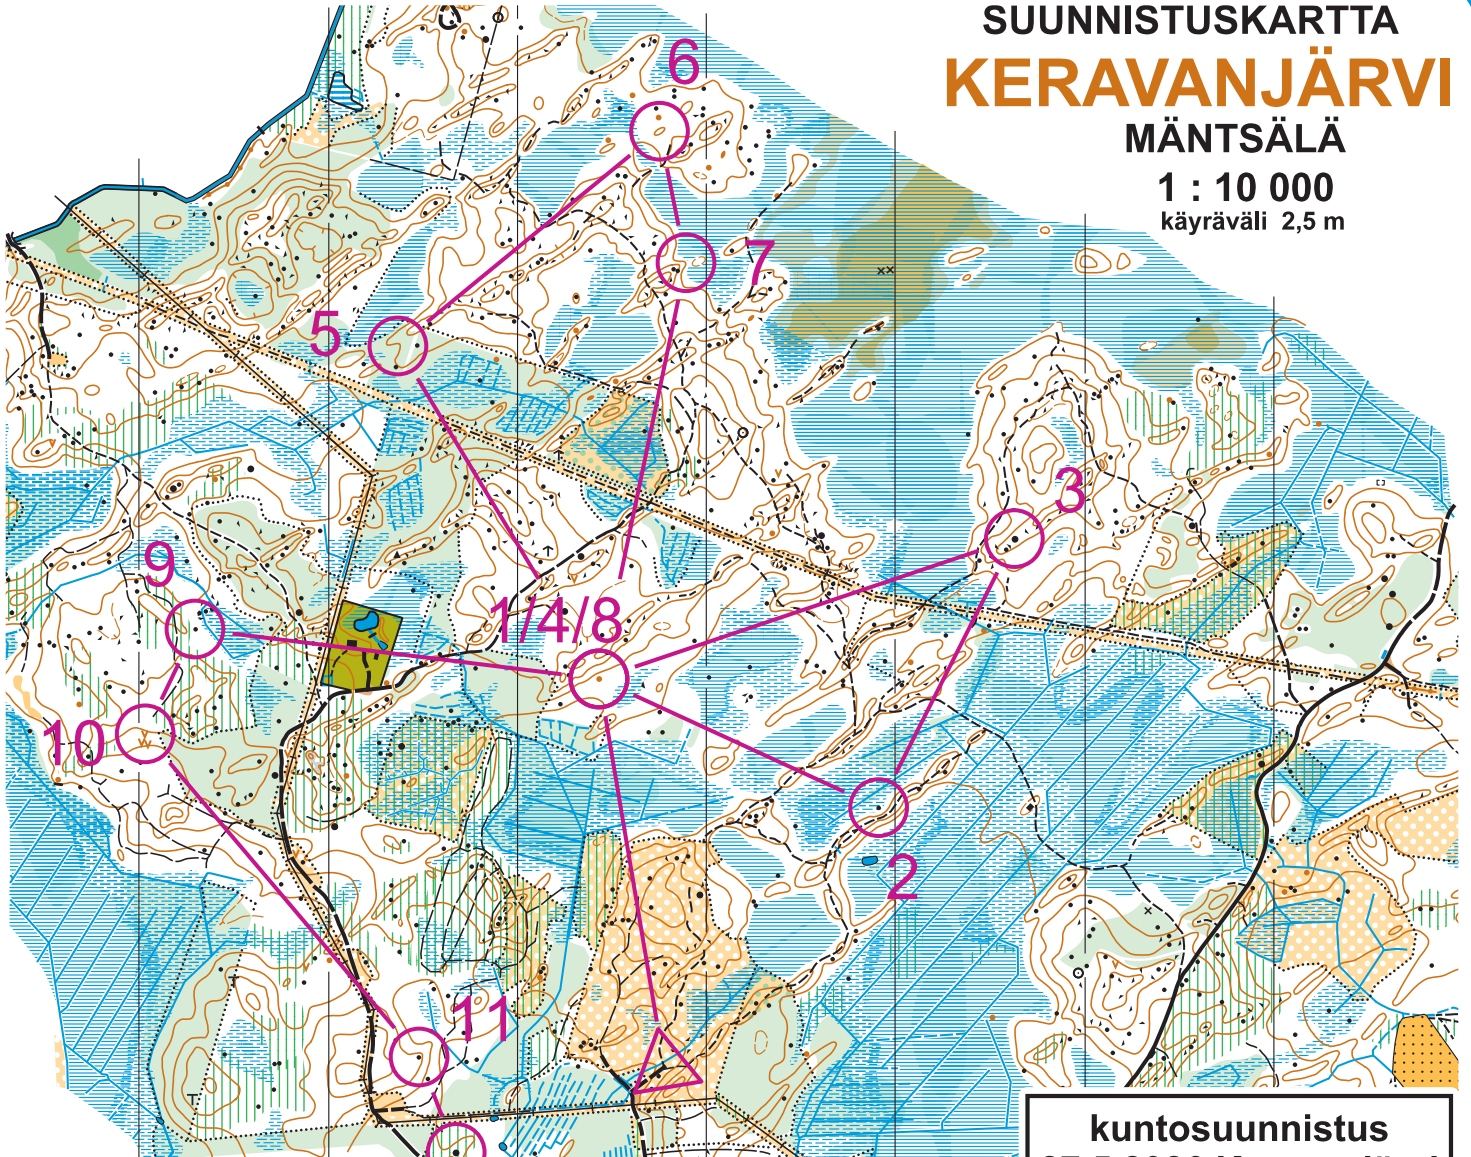 SUUNNISTUSKARTTA
KERAVANJÄRVI
MÄNTSÄLÄ
1 : 10 000
käyräväli 2,5 m
6
7
5
3
9
1/4/8
10
2
11
kuntosuunnistus